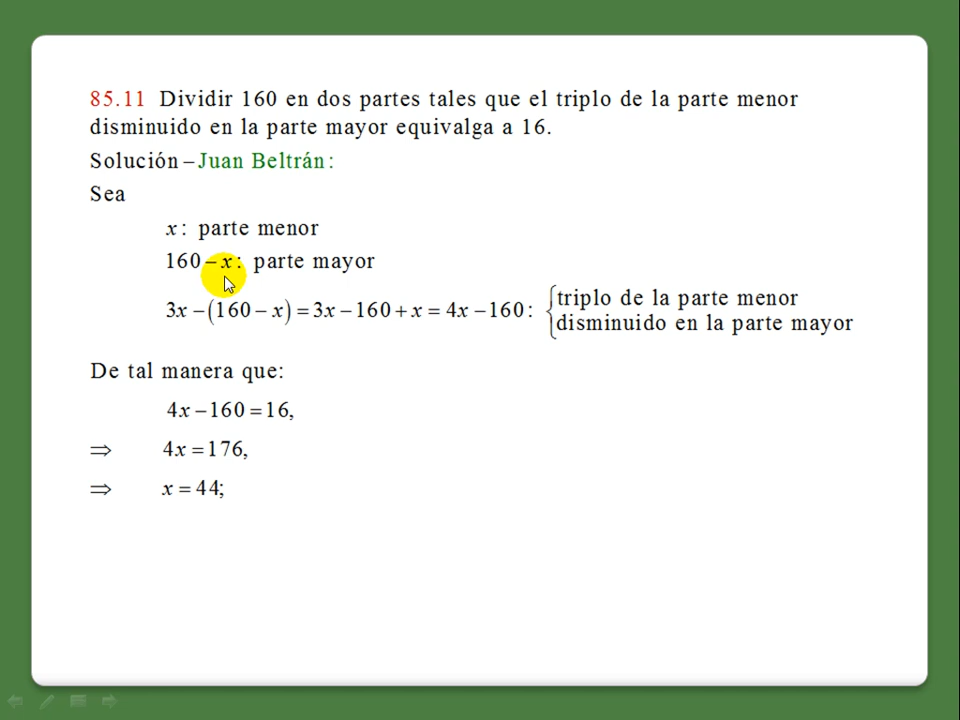 85.11 Dividir 160 en dos partes tales que el triplo de la parte menor
disminuido en la parte mayor equivalga a 16.
Solución – Juan Beltrán:
Sea
x: parte menor
160 – x: parte mayor
3x – (160 – x) = 3x – 160 + x = 4x – 160: { triplo de la parte menor
disminuido en la parte mayor
De tal manera que:
4x – 160 = 16,
⇒ 4x = 176,
⇒ x = 44;